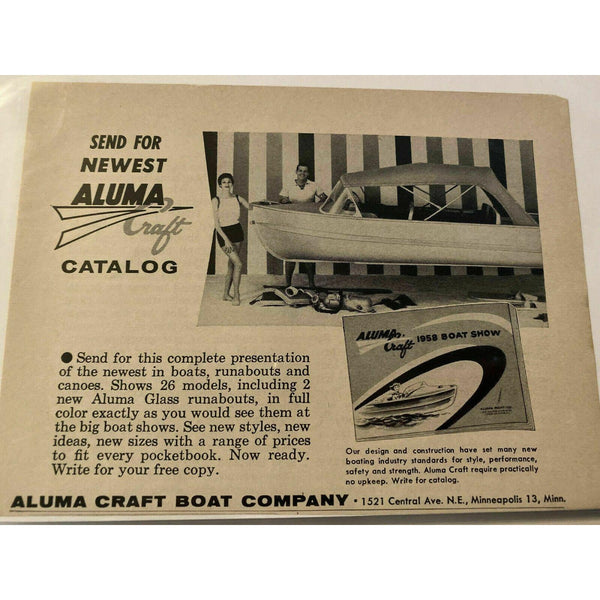 SEND FOR
NEWEST
ALUMA
Craft
CATALOG
ALUMA
Craft
1958 BOAT SHOW
● Send for this complete presentation
of the newest in boats, runabouts and
canoes. Shows 26 models, including 2
new Aluma Glass runabouts, in full
color exactly as you would see them at
the big boat shows. See new styles, new
ideas, new sizes with a range of prices
to fit every pocketbook. Now ready.
Write for your free copy.
Our design and construction have set many new
boating industry standards for style, performance,
safety and strength. Aluma Craft require practically
no upkeep. Write for catalog.
ALUMA CRAFT BOAT COMPANY • 1521 Central Ave. N.E., Minneapolis 13, Minn.